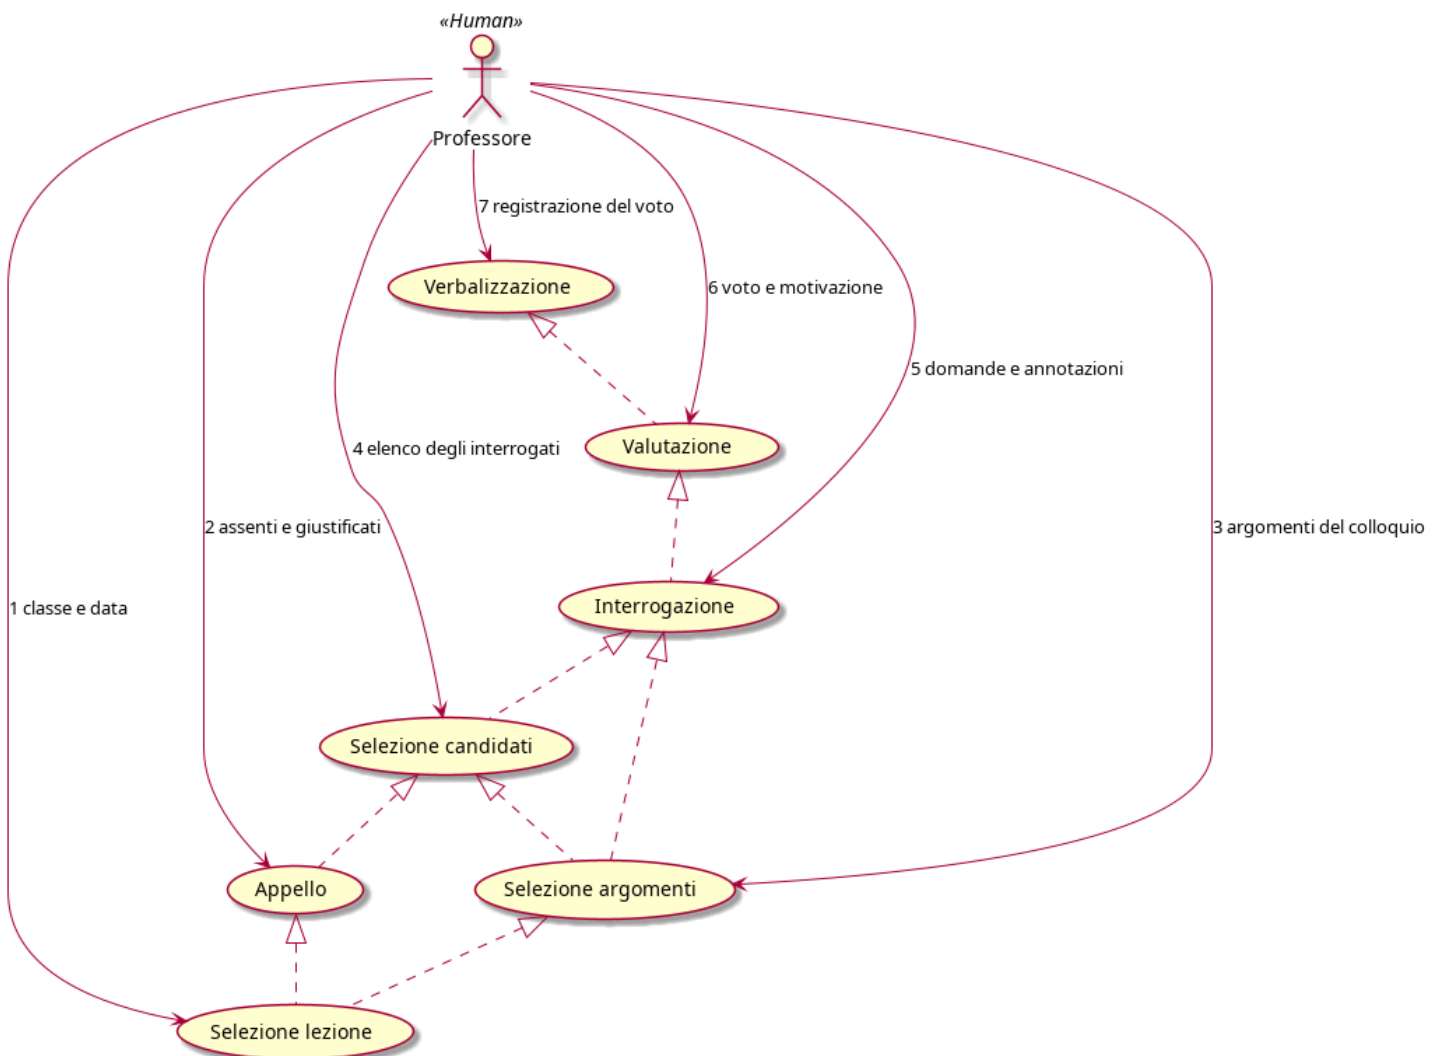 «Human»
Professore
7 registrazione del voto
Verbalizzazione
6 voto e motivazione
5 domande e annotazioni
4 elenco degli interrogati
Valutazione
2 assenti e giustificati
3 argomenti del colloquio
1 classe e data
Interrogazione
Selezione candidati
Appello
Selezione argomenti
Selezione lezione